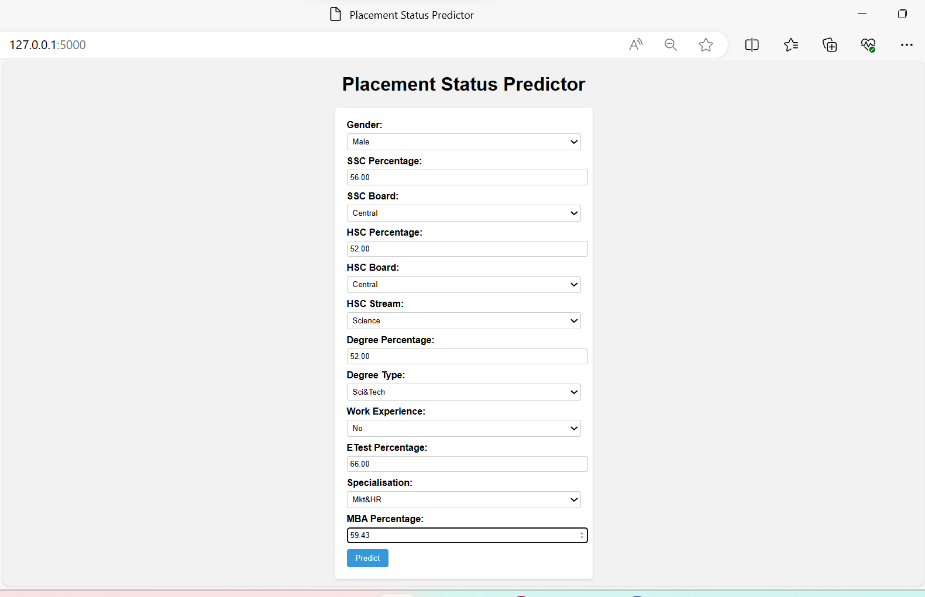 Placement Status Predictor
127.0.0.1:5000
Placement Status Predictor
Gender:
Male
SSC Percentage:
56.00
SSC Board:
Central
HSC Percentage:
52.00
HSC Board:
Central
HSC Stream:
Science
Degree Percentage:
52.00
Degree Type:
Sci&Tech
Work Experience:
No
ETest Percentage:
66.00
Specialisation:
Mkt&HR
MBA Percentage:
59.43
Predict